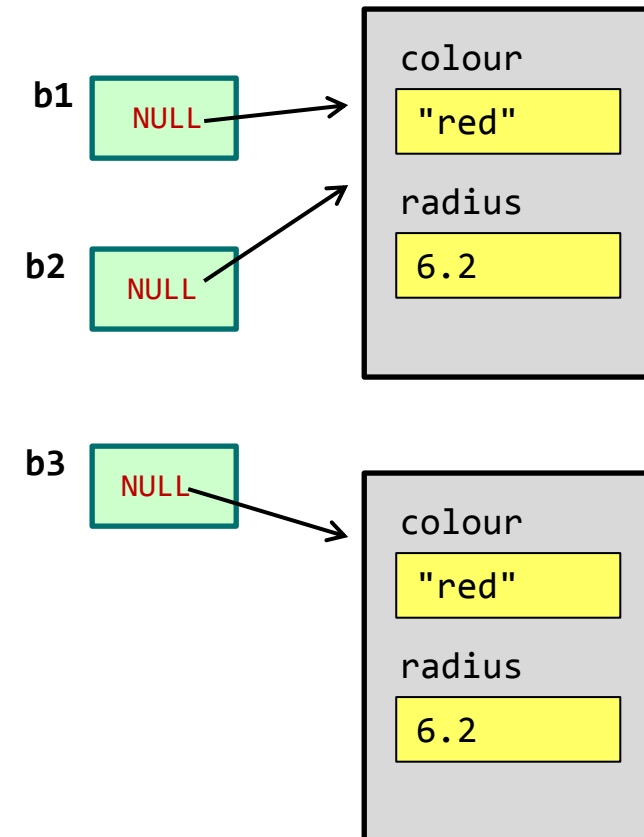 b1
NULL
b2
NULL
colour
"red"
radius
6.2
b3
NULL
colour
"red"
radius
6.2